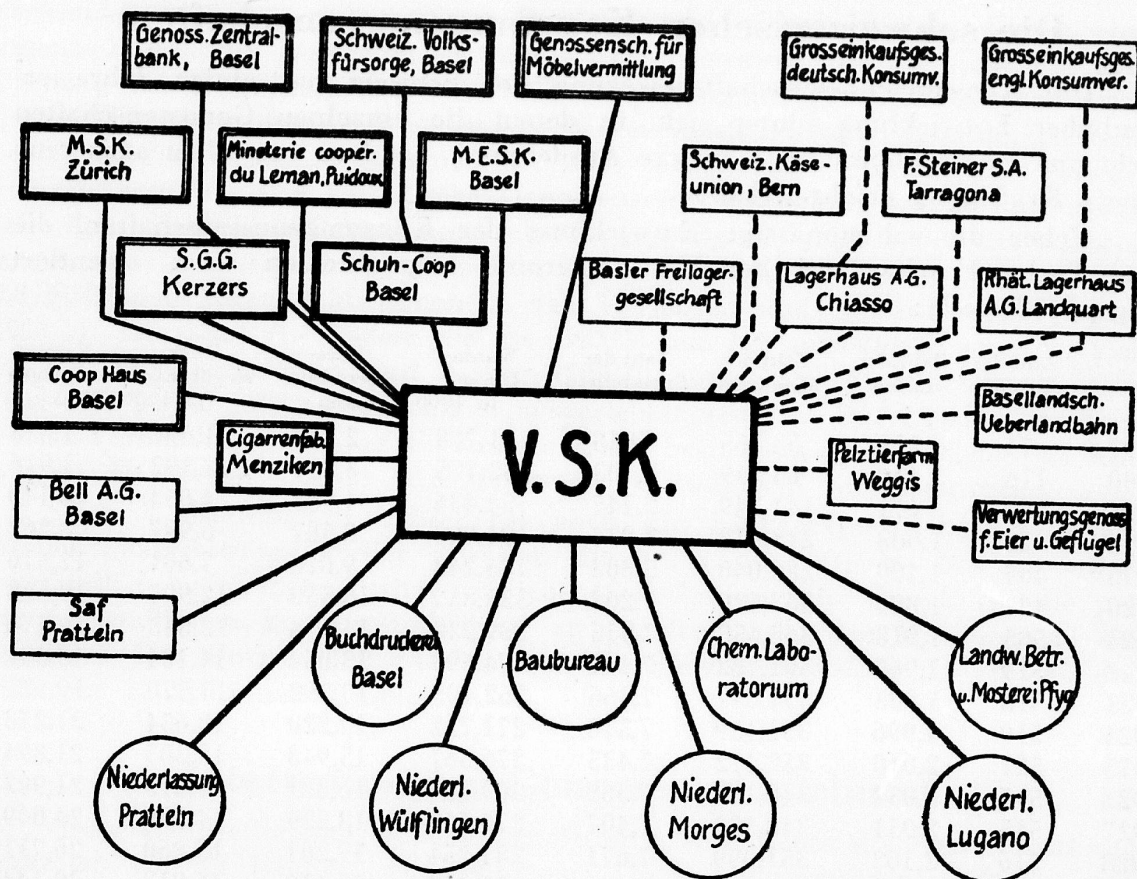 Genoss. Zentral-
bank, Basel
Schweiz. Volks-
fürsorge, Basel
Genossensch. für
Möbelvermittlung
Grosseinkaufsges.
deutsch. Konsumv.
Grosseinkaufsges.
engl. Konsumver.
M.S.K.
Zürich
Minoterie coopér.
du Leman, Puidoux
M.E.S.K.
Basel
Schweiz. Käse-
union, Bern
F. Steiner S.A.
Tarragona
S.G.G.
Kerzers
Schuh-Coop
Basel
Basler Freilager-
gesellschaft
Lagerhaus A.G.
Chiasso
Rhät. Lagerhaus
A.G. Landquart
Coop Haus
Basel
Cigarrenfab.
Menziken
V.S.K.
Pelztierfarm
Weggis
Basellandsch.
Ueberlandbahn
Bell A.G.
Basel
Verwertungsgenoss.
f. Eier u. Geflügel
Saf
Pratteln
Buchdruckerei
Basel
Baubureau
Chem. Labo-
ratorium
Landw. Betr.
u. Mosterei Pfyn
Niederlassung
Pratteln
Niederl.
Wülflingen
Niederl.
Morges
Niederl.
Lugano